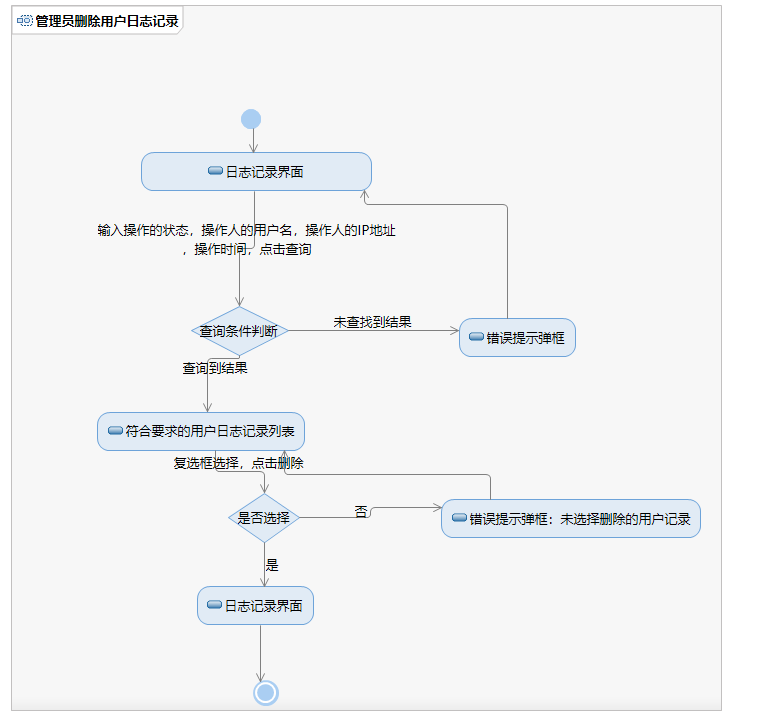 管理员删除用户日志记录
日志记录界面
输入操作的状态，操作人的用户名，操作人的IP地址
，操作时间，点击查询
查询条件判断
未查找到结果
错误提示弹框
查询到结果
符合要求的用户日志记录列表
复选框选择，点击删除
是否选择
否
错误提示弹框：未选择删除的用户记录
是
日志记录界面